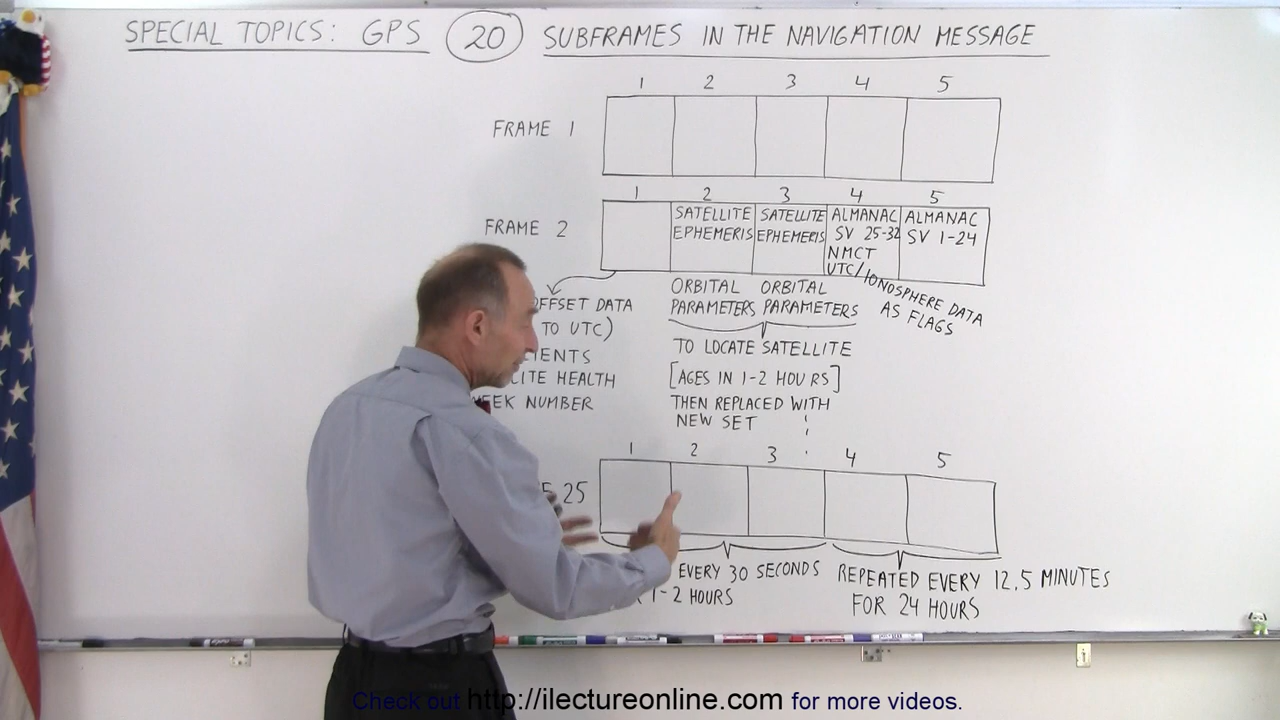 SPECIAL TOPICS: GPS 20 SUBFRAMES IN THE NAVIGATION MESSAGE
1 2 3 4 5
FRAME 1
1 2 3 4 5
FRAME 2
SATELLITE EPHEMERIS
SATELLITE EPHEMERIS
ALMANAC SV 25-32
NMCT
UTC/IONOSPHERE DATA
AS FLAGS
ALMANAC SV 1-24
OFFSET DATA
TO UTC)
HEALTH
NUMBER
ORBITAL PARAMETERS
ORBITAL PARAMETERS
TO LOCATE SATELLITE
[AGES IN 1-2 HOURS]
THEN REPLACED WITH
NEW SET
1 2 3 4 5
25
EVERY 30 SECONDS
1-2 HOURS
REPEATED EVERY 12.5 MINUTES
FOR 24 HOURS
Check out http://ilectureonline.com for more videos.